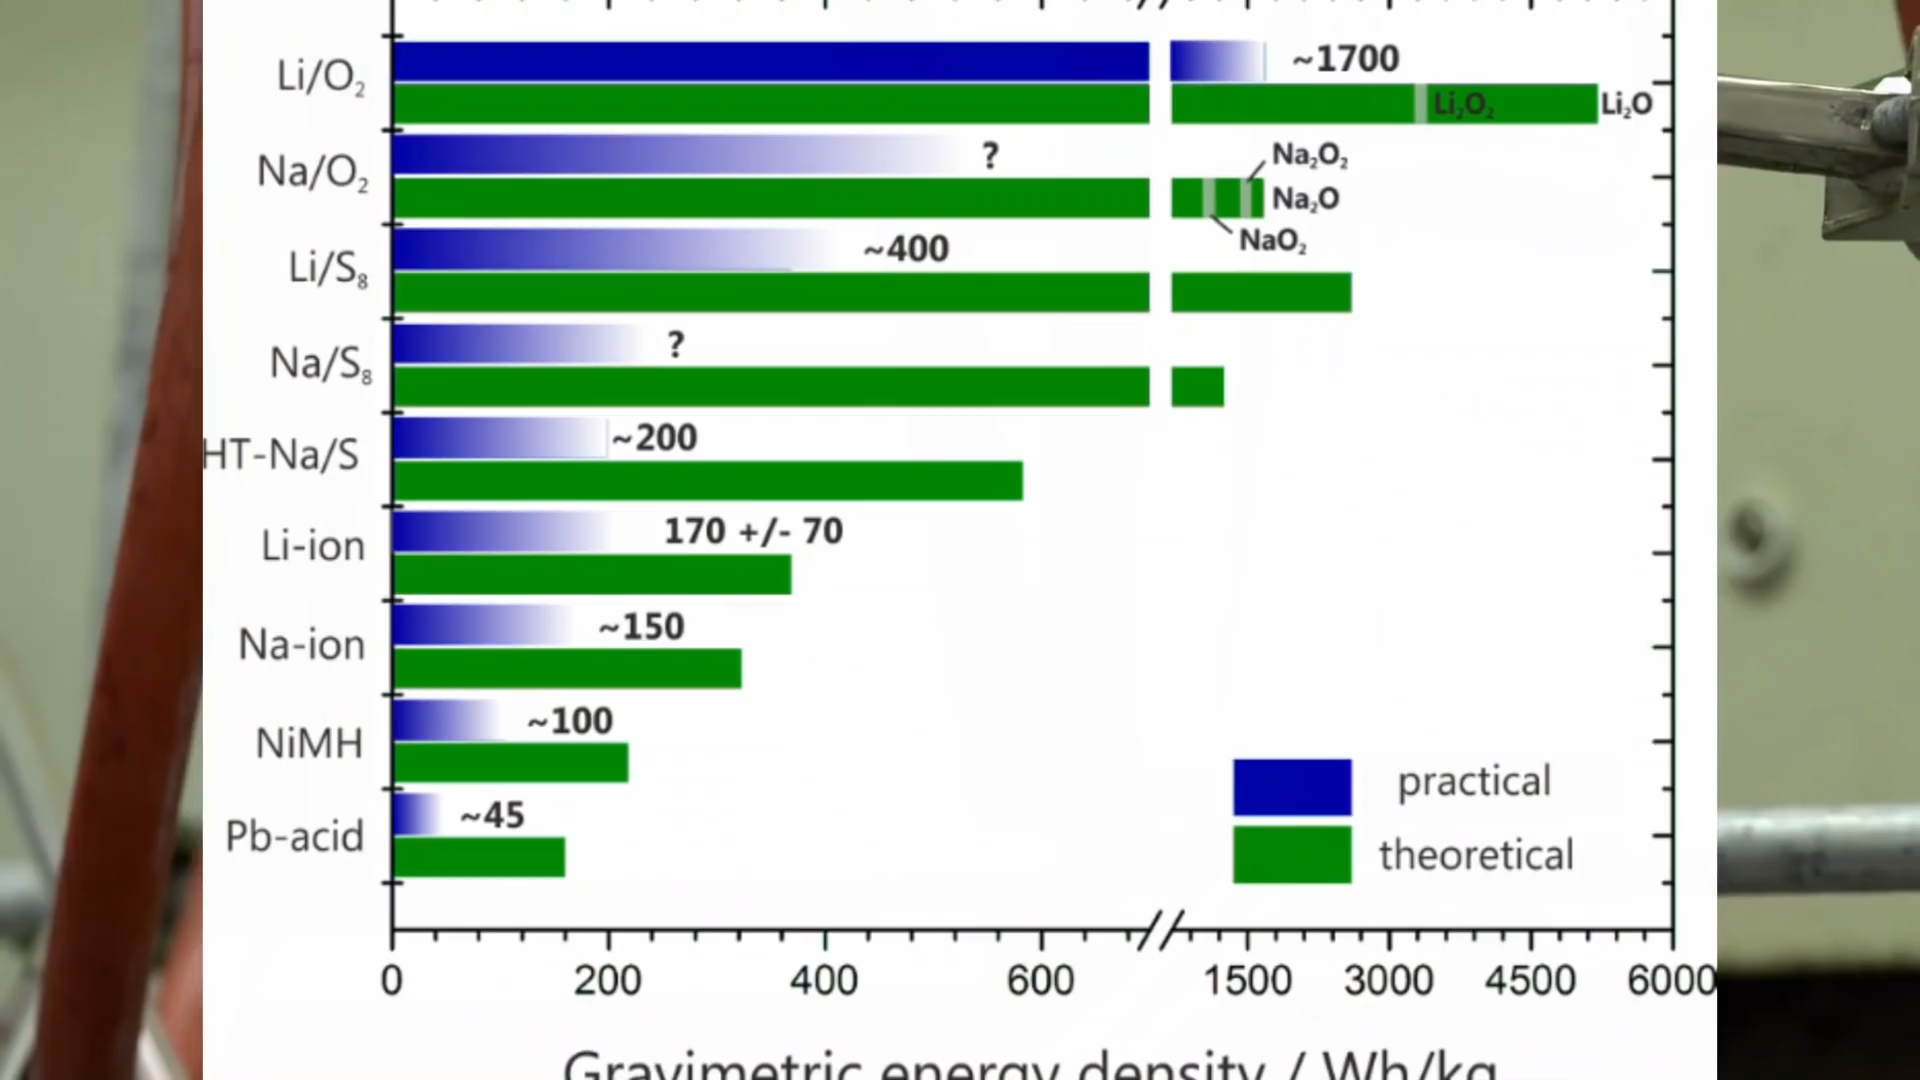 Li/O₂
~1700
Li₂O₂
Li₂O
Na/O₂
?
Na₂O₂
Na₂O
NaO₂
Li/S₈
~400
Na/S₈
?
HT-Na/S
~200
Li-ion
170 +/- 70
Na-ion
~150
NiMH
~100
Pb-acid
~45
practical
theoretical
0 200 400 600 1500 3000 4500 6000
Gravimetric energy density / Wh/kg